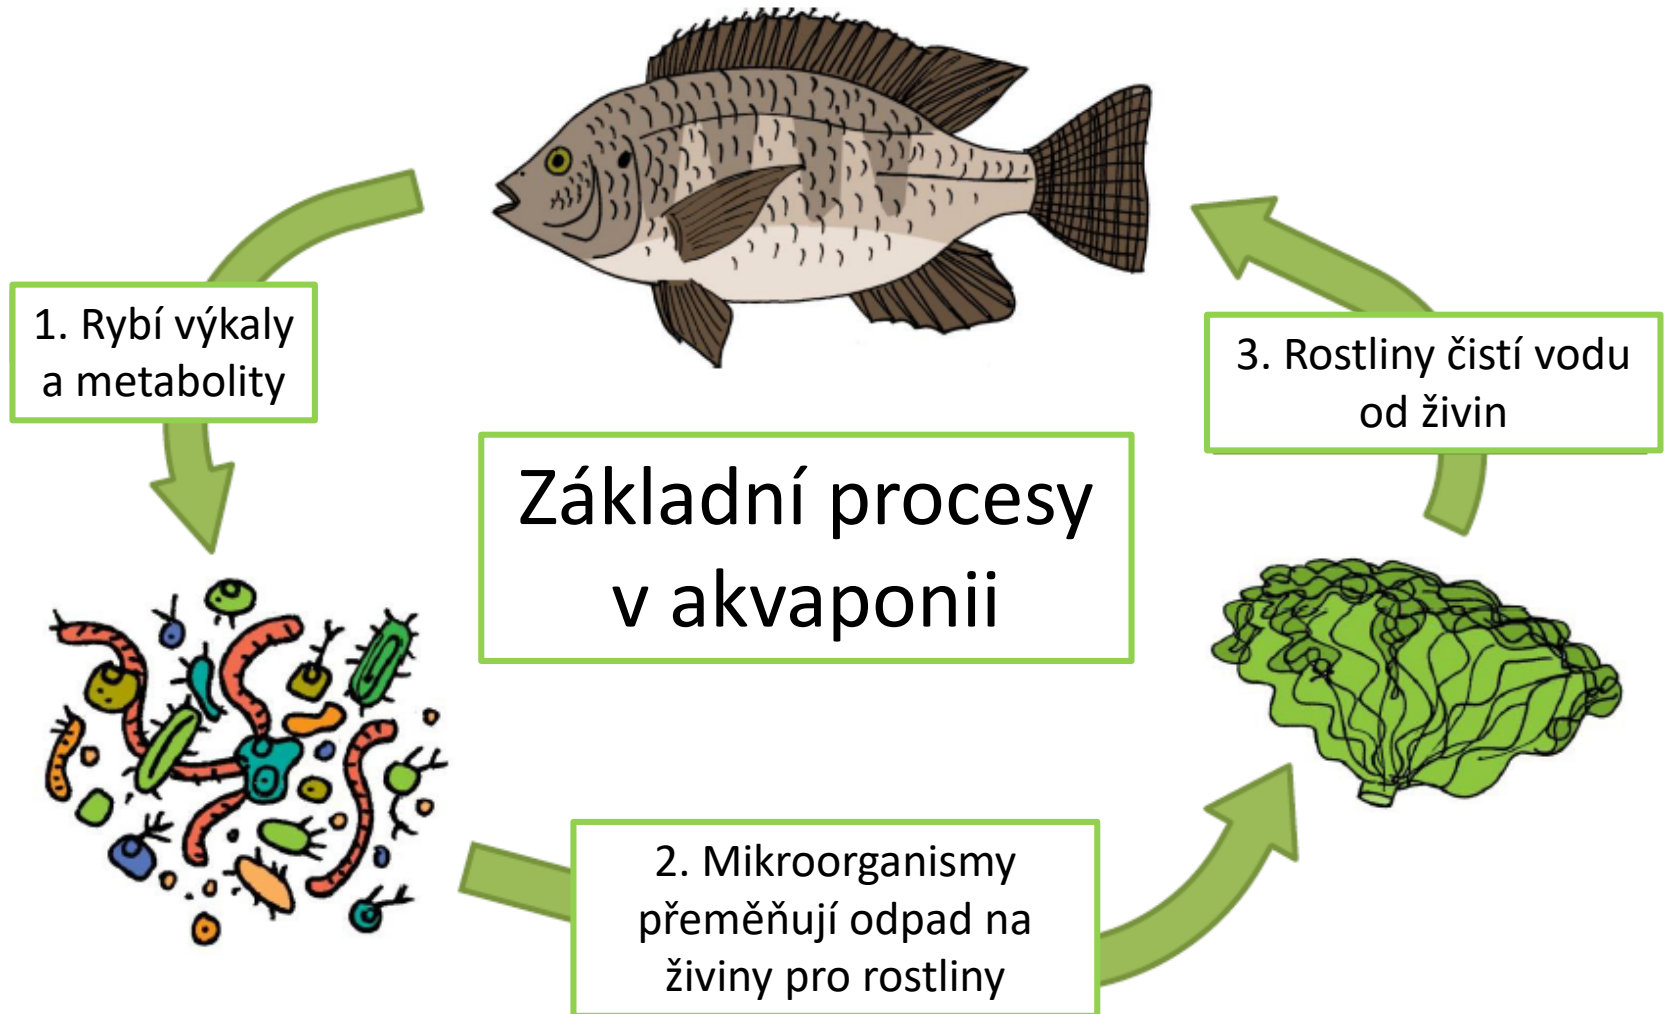 1. Rybí výkaly
a metabolity
3. Rostliny čistí vodu
od živin
Základní procesy
v akvaponii
2. Mikroorganismy
přeměňují odpad na
živiny pro rostliny